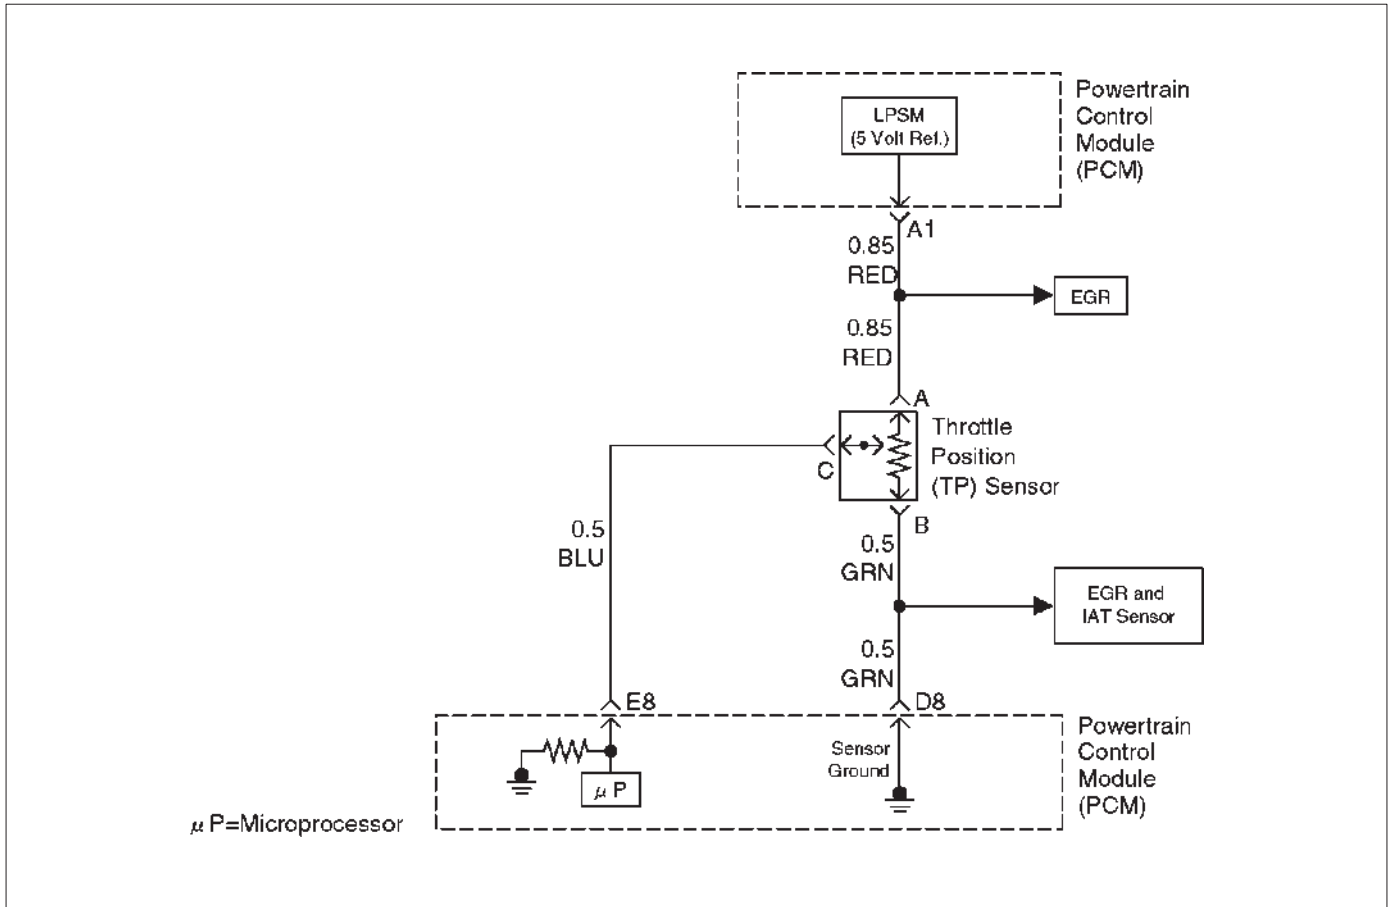 Powertrain
Control
Module
(PCM)
LPSM
(5 Volt Ref.)
A1
0.85
RED
EGR
0.85
RED
A
Throttle
Position
(TP) Sensor
C
B
0.5
BLU
0.5
GRN
EGR and
IAT Sensor
0.5
GRN
E8
D8
Powertrain
Control
Module
(PCM)
Sensor
Ground
μ P
μ P=Microprocessor